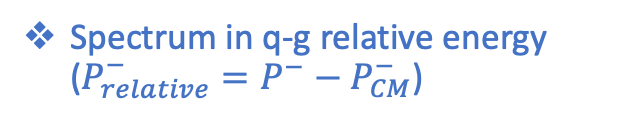 ❖ Spectrum in q-g relative energy
(P⁻_relative = P⁻ − P⁻_CM)